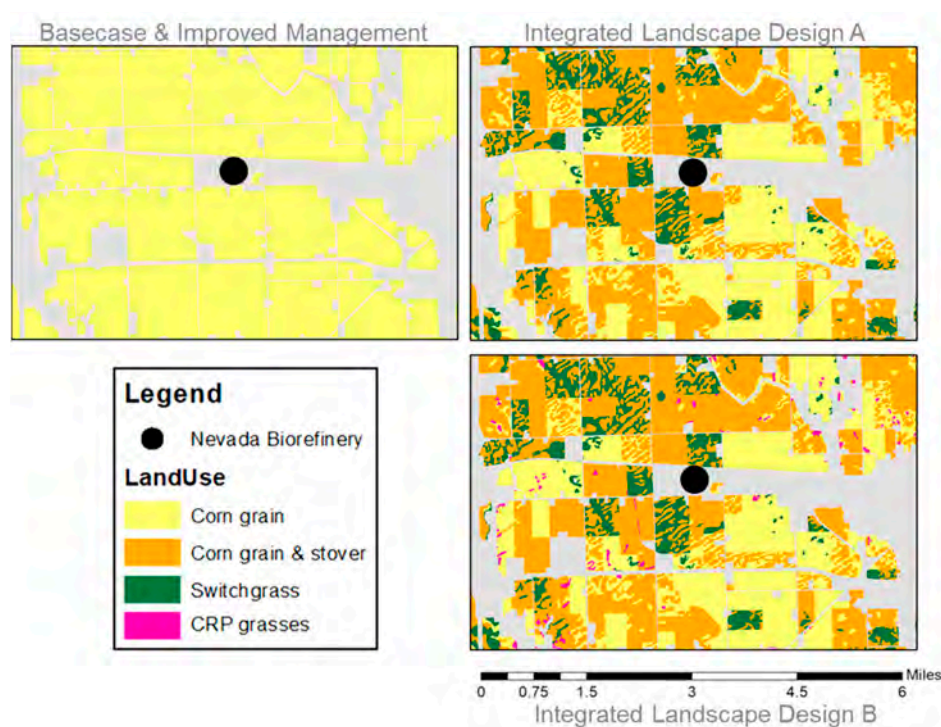 Basecase & Improved Management
Integrated Landscape Design A
Legend
Nevada Biorefinery
LandUse
Corn grain
Corn grain & stover
Switchgrass
CRP grasses
Miles
0 0.75 1.5 3 4.5 6
Integrated Landscape Design B